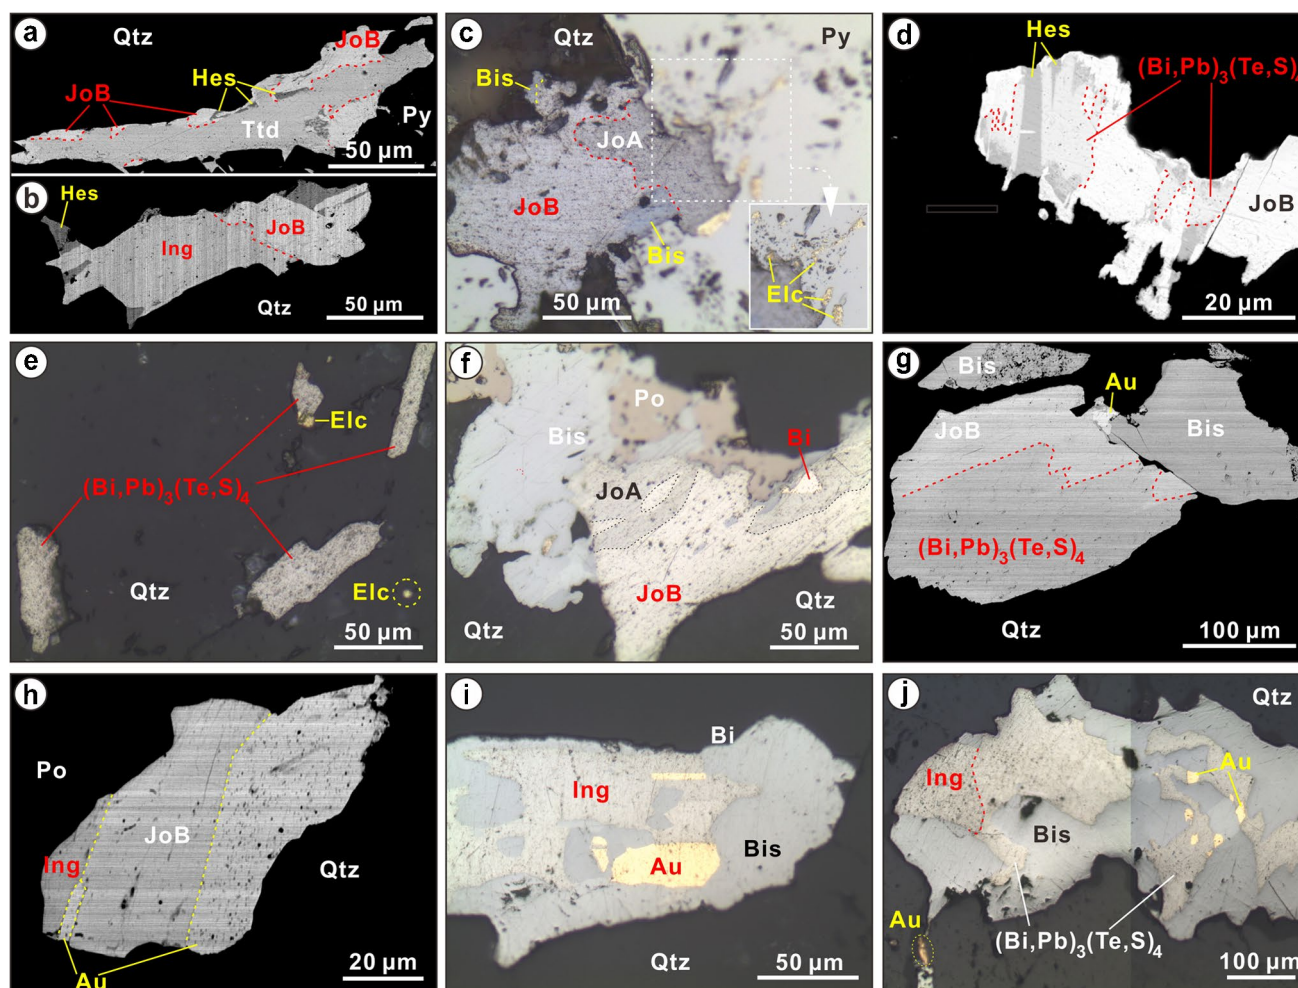 a
Qtz
JoB
Hes
JoB
Ttd
Py
50 µm
b
Hes
Ing
JoB
Qtz
50 µm
c
Qtz
Py
Bis
JoA
JoB
Bis
Elc
50 µm
d
Hes
(Bi,Pb)3(Te,S)4
JoB
20 µm
e
Elc
(Bi,Pb)3(Te,S)4
Qtz
Elc
50 µm
f
Po
Bis
Bi
JoA
JoB
Qtz
Qtz
50 µm
g
Bis
Au
JoB
Bis
(Bi,Pb)3(Te,S)4
Qtz
100 µm
h
Po
JoB
Ing
Qtz
Au
20 µm
i
Bi
Ing
Au
Bis
Qtz
50 µm
j
Qtz
Au
Ing
Bis
Au
(Bi,Pb)3(Te,S)4
100 µm